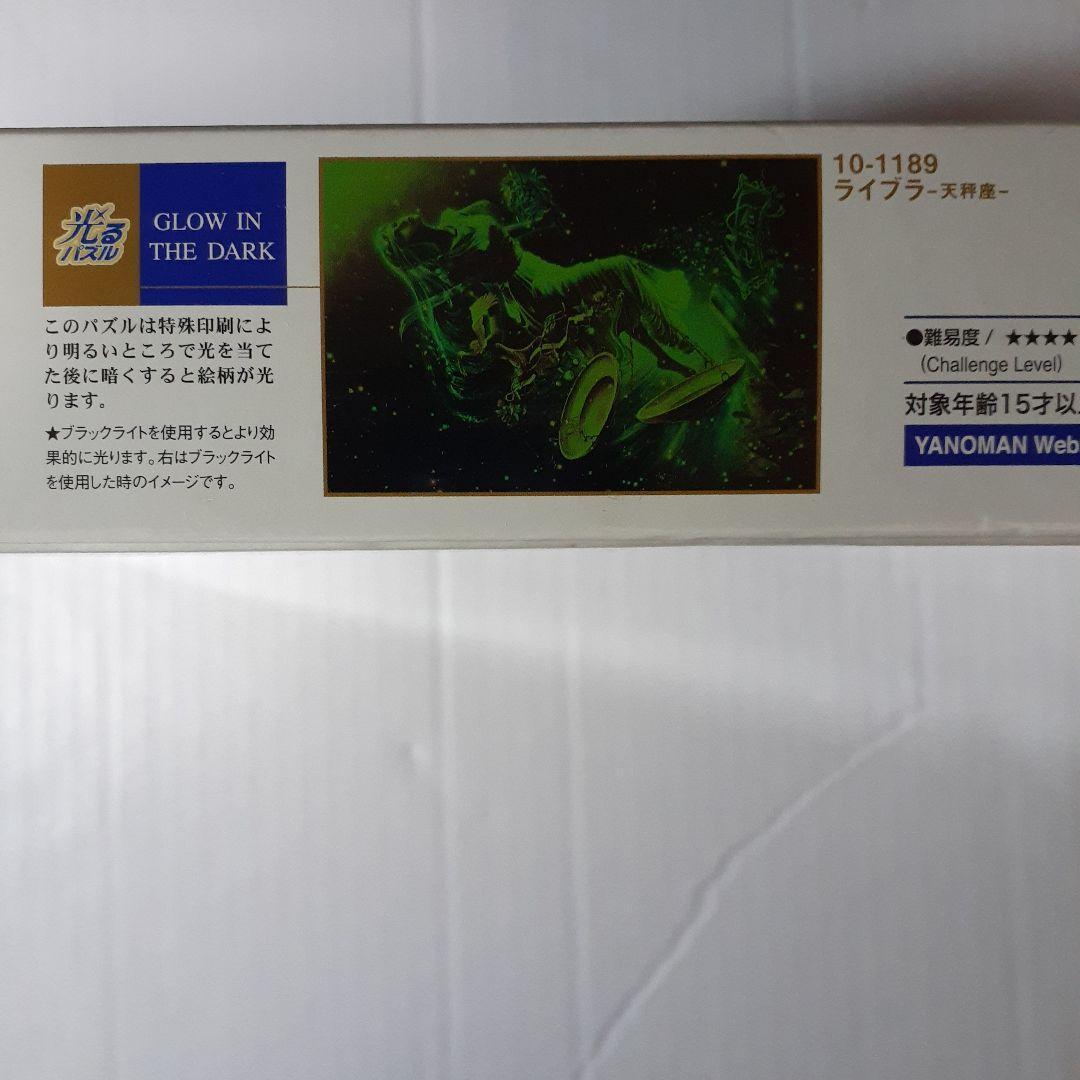 光る
パズル
GLOW IN
THE DARK
このパズルは特殊印刷によ
り明るいところで光を当て
た後に暗くすると絵柄が光
ります。
★ブラックライトを使用するとより効
果的に光ります。右はブラックライト
を使用した時のイメージです。
10-1189
ライブラ-天秤座-
●難易度 / ★★★★
(Challenge Level)
対象年齢15才以
YANOMAN Web